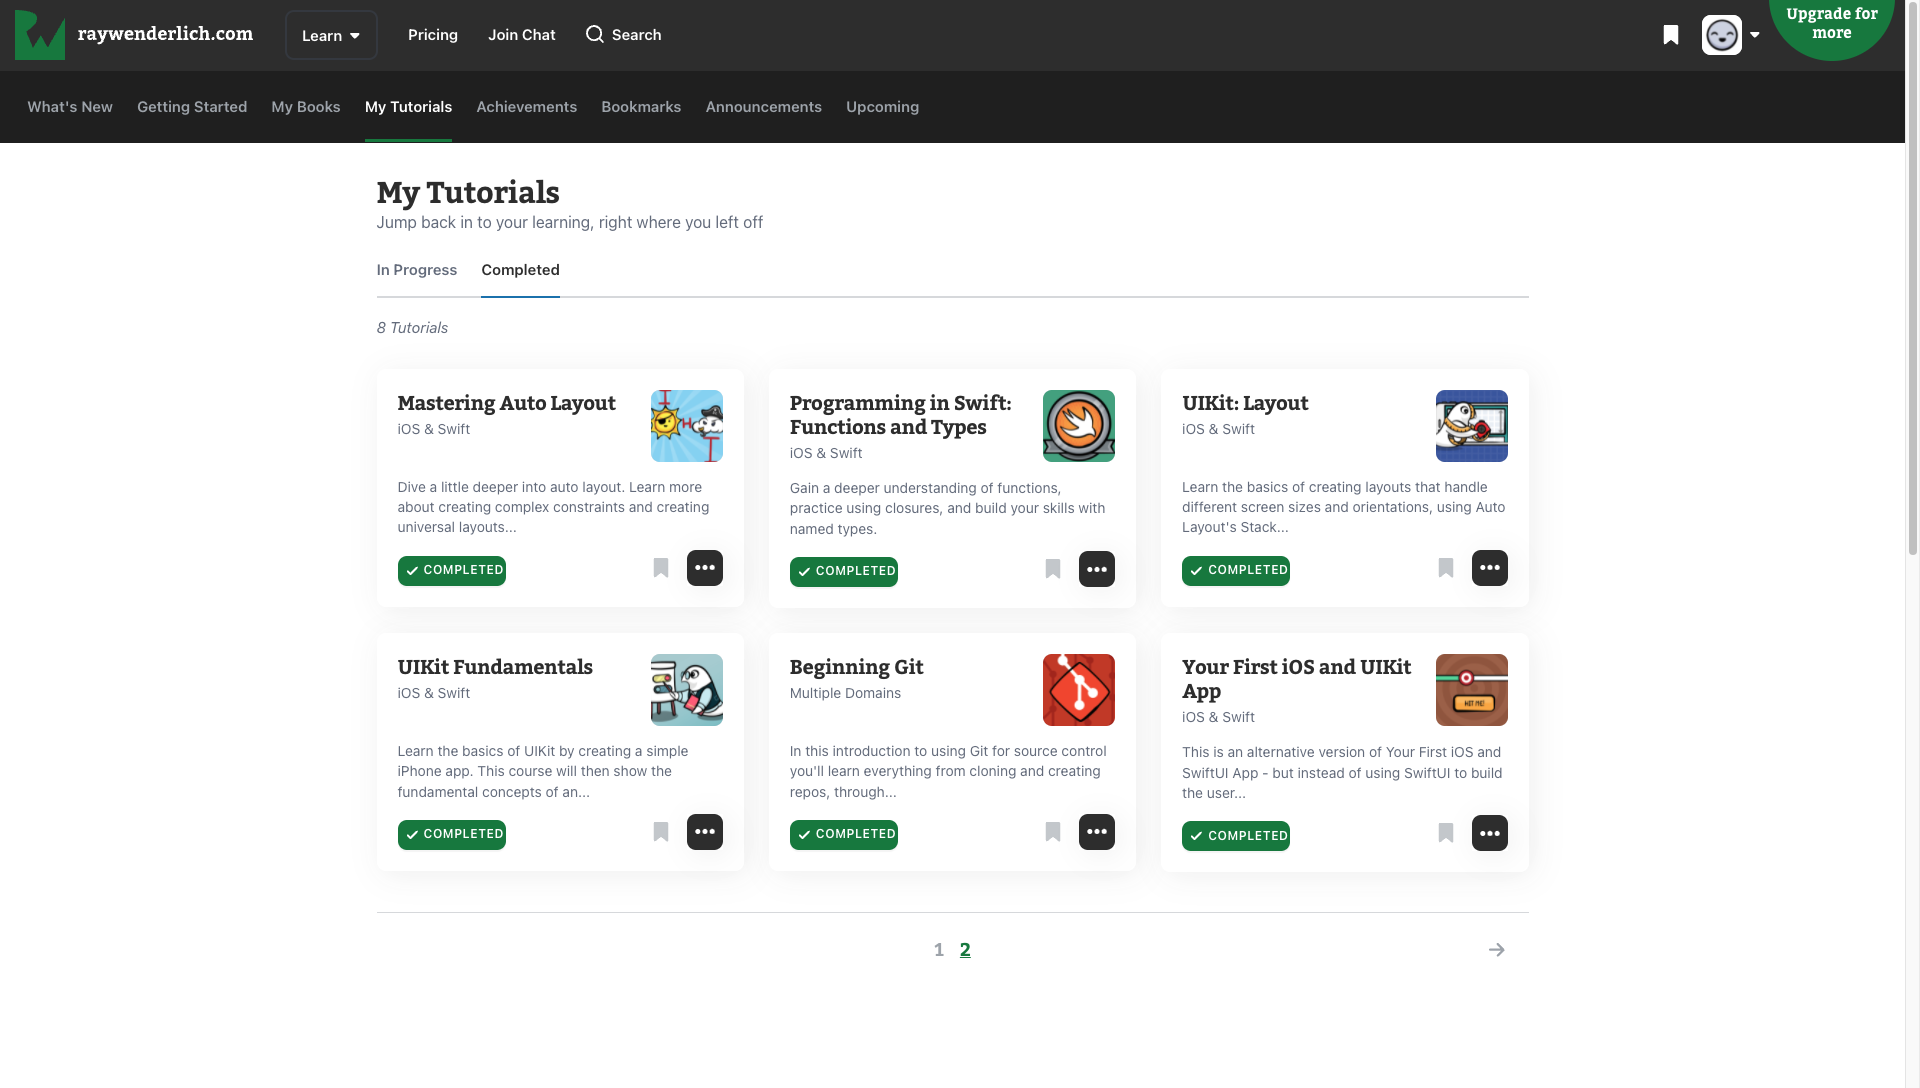 raywenderlich.com
Learn
Pricing
Join Chat
Search
Upgrade for
more
What's New
Getting Started
My Books
My Tutorials
Achievements
Bookmarks
Announcements
Upcoming
My Tutorials
Jump back in to your learning, right where you left off
In Progress
Completed
8 Tutorials
Mastering Auto Layout
iOS & Swift
Dive a little deeper into auto layout. Learn more
about creating complex constraints and creating
universal layouts...
COMPLETED
Programming in Swift:
Functions and Types
iOS & Swift
Gain a deeper understanding of functions,
practice using closures, and build your skills with
named types.
COMPLETED
UIKit: Layout
iOS & Swift
Learn the basics of creating layouts that handle
different screen sizes and orientations, using Auto
Layout's Stack...
COMPLETED
UIKit Fundamentals
iOS & Swift
Learn the basics of UIKit by creating a simple
iPhone app. This course will then show the
fundamental concepts of an...
COMPLETED
Beginning Git
Multiple Domains
In this introduction to using Git for source control
you'll learn everything from cloning and creating
repos, through...
COMPLETED
Your First iOS and UIKit
App
iOS & Swift
HIT ME!
This is an alternative version of Your First iOS and
SwiftUI App - but instead of using SwiftUI to build
the user...
COMPLETED
1 2